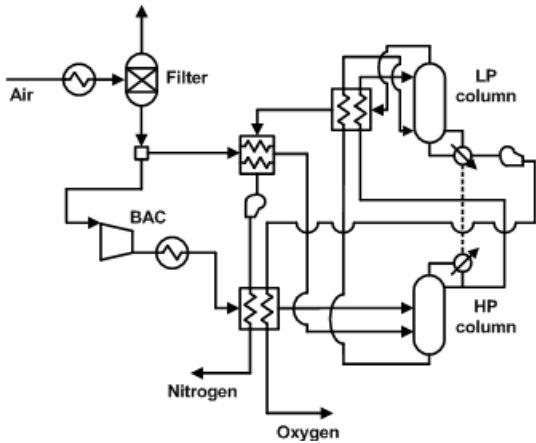 Filter
Air
LP
column
BAC
HP
column
Nitrogen
Oxygen